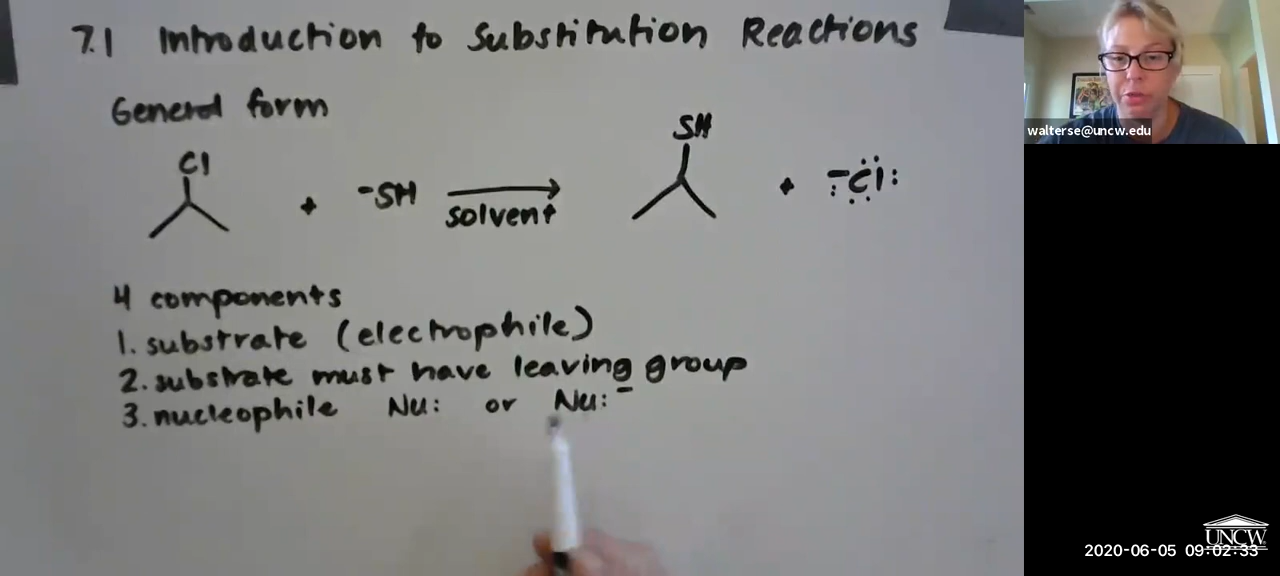 7.1 Introduction to Substitution Reactions
General form
Cl
+ -SH solvent
SH
+ -Cl
4 components
1. substrate (electrophile)
2. substrate must have leaving group
3. nucleophile Nu: or Nu:-
walterse@uncw.edu
UNCW
2020-06-05 09:02:33